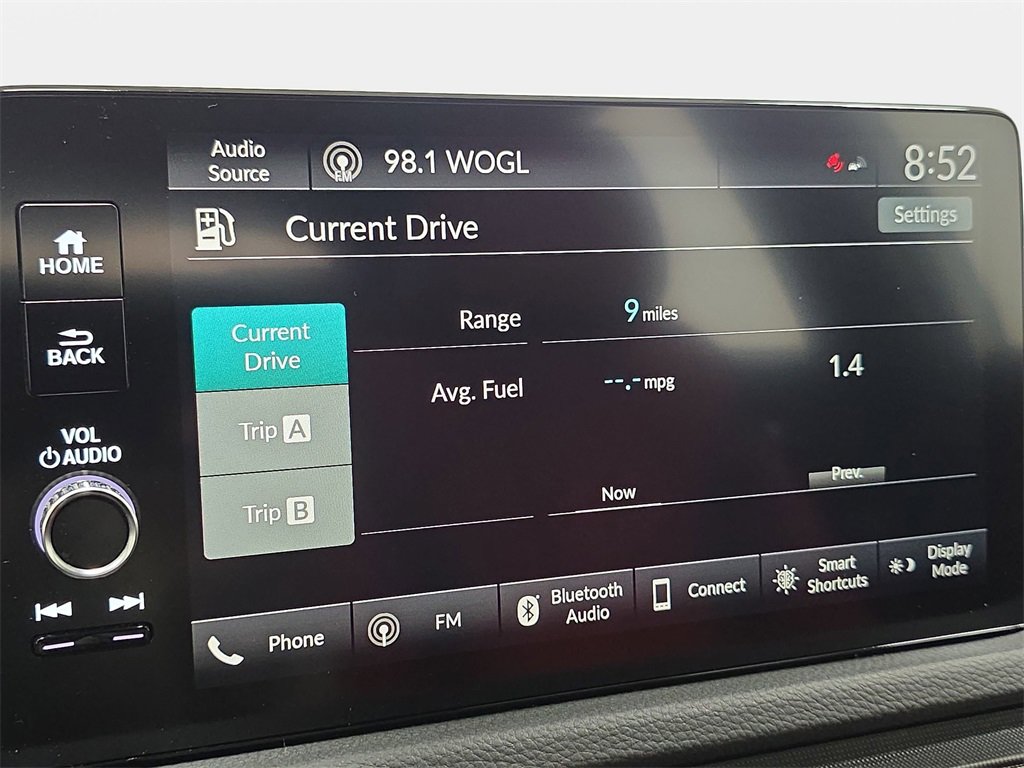 Audio
Source
FM
98.1 WOGL
8:52
Current Drive
Settings
HOME
BACK
VOL
AUDIO
Current
Drive
Trip A
Trip B
Range
9 miles
Avg. Fuel
--.- mpg
1.4
Now
Prev.
Phone
FM
Bluetooth
Audio
Connect
Smart
Shortcuts
Display
Mode